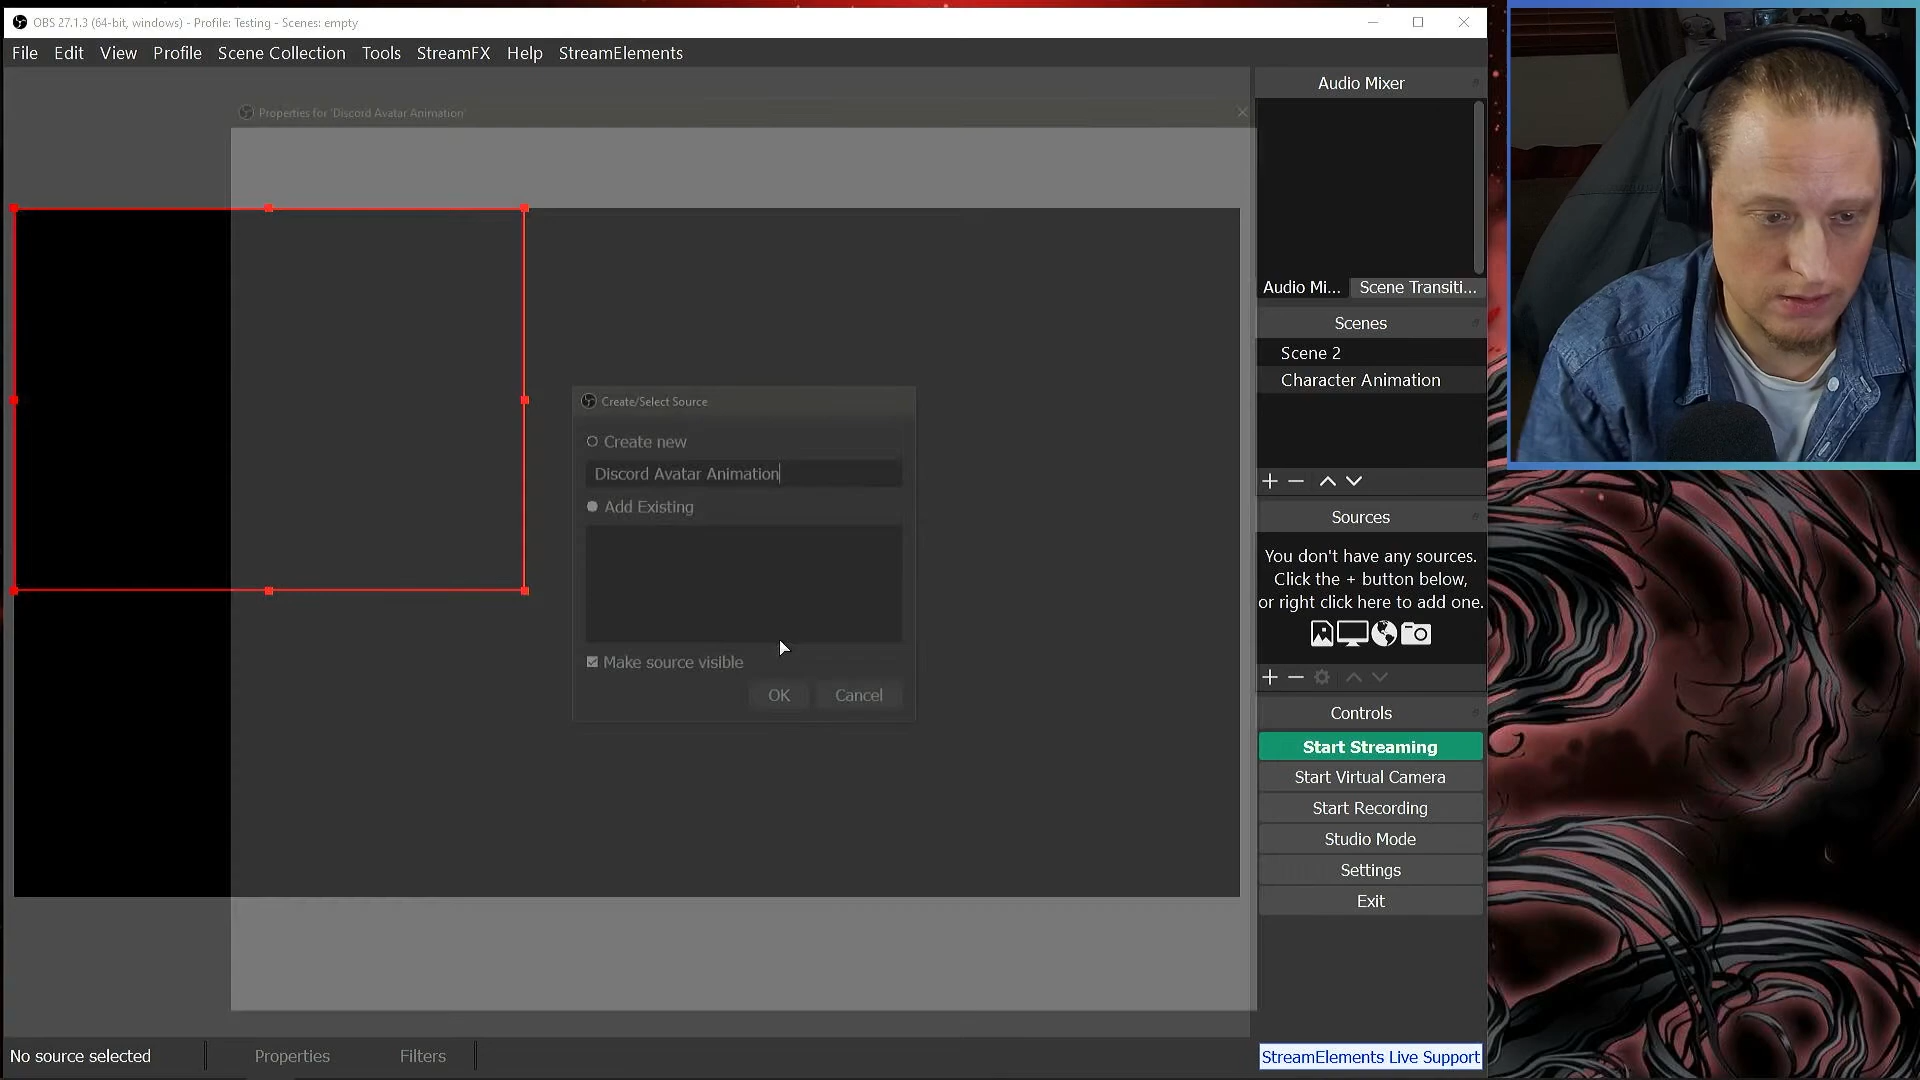 OBS 27.1.3 (64-bit, windows) - Profile: Testing - Scenes: empty
File Edit View Profile Scene Collection Tools StreamFX Help StreamElements
Properties for 'Discord Avatar Animation'
Create/Select Source
Create new
Discord Avatar Animation
Add Existing
Make source visible
OK Cancel
Audio Mixer
Audio Mi... Scene Transiti...
Scenes
Scene 2
Character Animation
Sources
You don't have any sources.
Click the + button below,
or right click here to add one.
Controls
Start Streaming
Start Virtual Camera
Start Recording
Studio Mode
Settings
Exit
No source selected Properties Filters
StreamElements Live Support